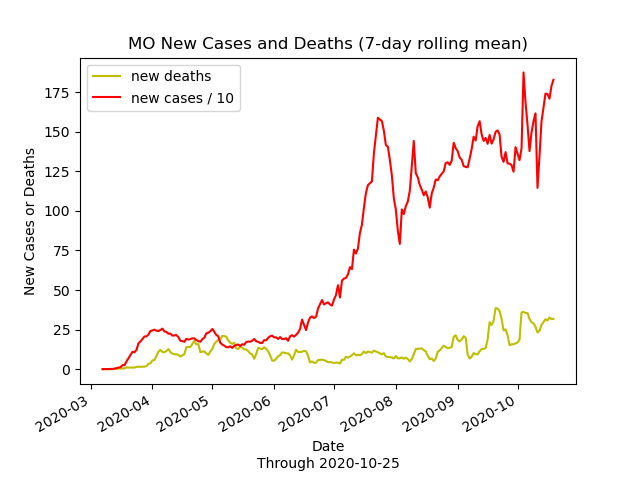 MO New Cases and Deaths (7-day rolling mean)
new deaths
new cases / 10
New Cases or Deaths
175
150
125
100
75
50
25
0
2020-03
2020-04
2020-05
2020-06
2020-07
2020-08
2020-09
2020-10
Date
Through 2020-10-25